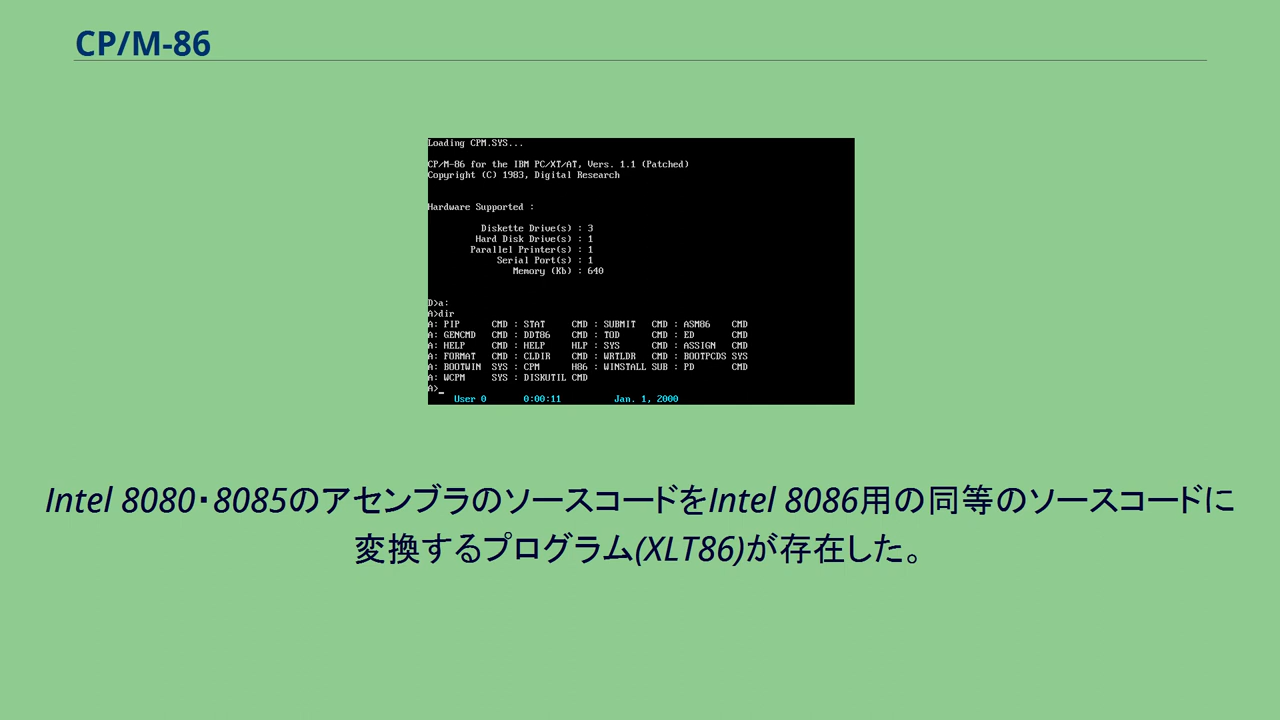 CP/M-86
Loading CPM.SYS...
CP/M-86 for the IBM PC/XT/AT, Vers. 1.1 (Patched)
Copyright (C) 1983, Digital Research
Hardware Supported :
Diskette Drive(s) : 3
Hard Disk Drive(s) : 1
Parallel Printer(s) : 1
Serial Port(s) : 1
Memory (Kb) : 640
D>a:
A>dir
A: PIP CMD : STAT CMD : SUBMIT CMD : ASM86 CMD
A: GENCMD CMD : DDT86 CMD : TOD CMD : ED CMD
A: HELP CMD : HELP HLP : SYS CMD : ASSIGN CMD
A: FORMAT CMD : CLDIR CMD : WRTLDR CMD : BOOTPCDS SYS
A: BOOTWIN SYS : CPM H86 : WINSTALL SUB : PD CMD
A: WCPM SYS : DISKUTIL CMD
A>_
User 0 0:00:11 Jan. 1, 2000
Intel 8080・8085のアセンブラのソースコードをIntel 8086用の同等のソースコードに
変換するプログラム(XLT86)が存在した。